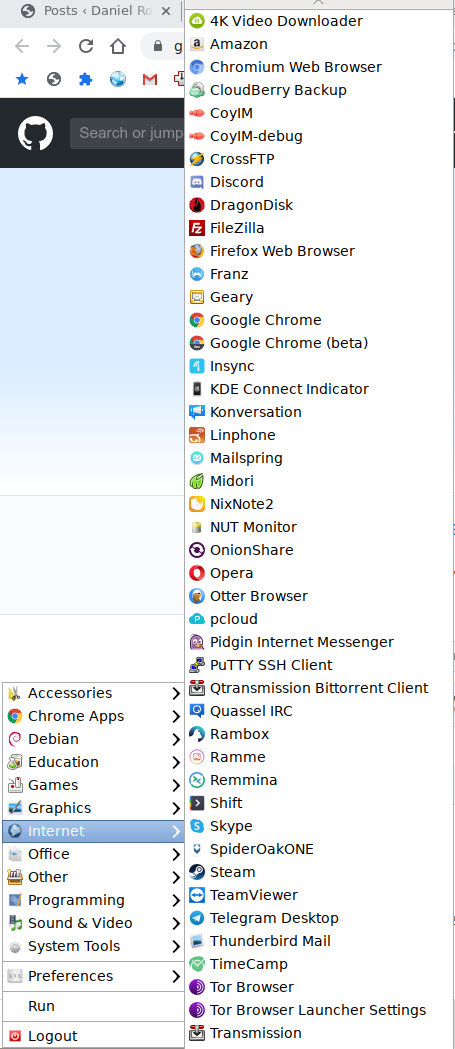 Posts ‹ Daniel Ro
Search or jump
4K Video Downloader
Amazon
Chromium Web Browser
CloudBerry Backup
CoyIM
CoyIM-debug
CrossFTP
Discord
DragonDisk
FileZilla
Firefox Web Browser
Franz
Geary
Google Chrome
Google Chrome (beta)
Insync
KDE Connect Indicator
Konversation
Linphone
Mailspring
Midori
NixNote2
NUT Monitor
OnionShare
Opera
Otter Browser
pcloud
Pidgin Internet Messenger
PuTTY SSH Client
Qtransmission Bittorrent Client
Quassel IRC
Rambox
Ramme
Remmina
Shift
Skype
SpiderOakONE
Steam
TeamViewer
Telegram Desktop
Thunderbird Mail
TimeCamp
Tor Browser
Tor Browser Launcher Settings
Transmission
Accessories
Chrome Apps
Debian
Education
Games
Graphics
Internet
Office
Other
Programming
Sound & Video
System Tools
Preferences
Run
Logout